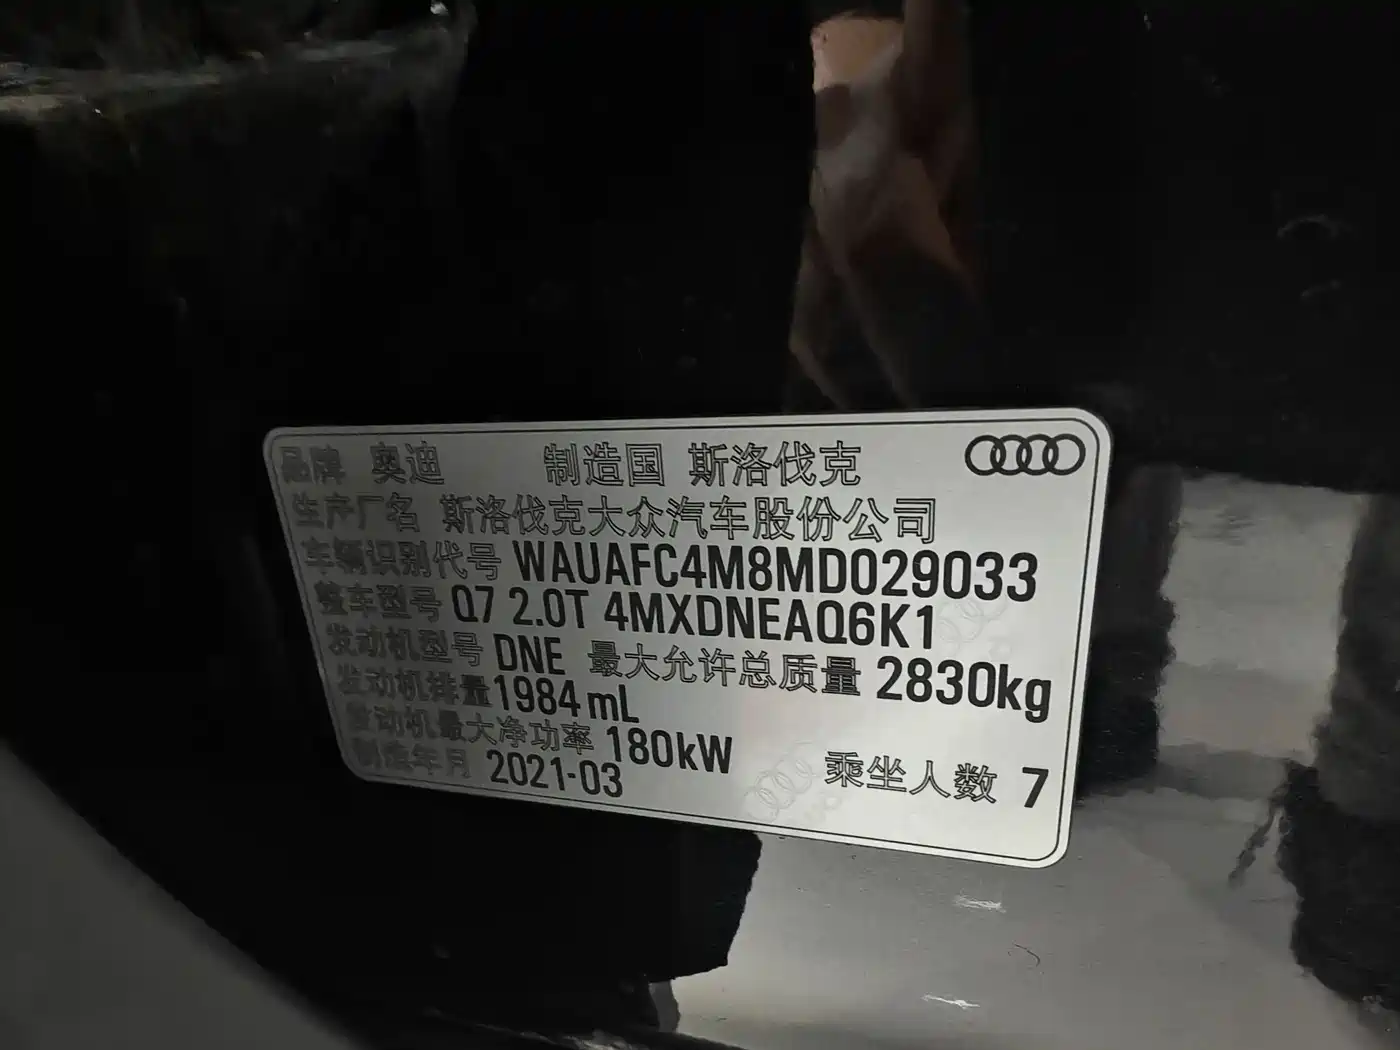 品牌 奥迪 制造国 斯洛伐克
生产厂名 斯洛伐克大众汽车股份公司
车辆识别代号 WAUAFC4M8MD029033
整车型号 Q7 2.0T 4MXDNEAQ6K1
发动机型号 DNE 最大允许总质量 2830kg
发动机排量 1984 mL
发动机最大净功率 180kW
制造年月 2021-03 乘坐人数 7